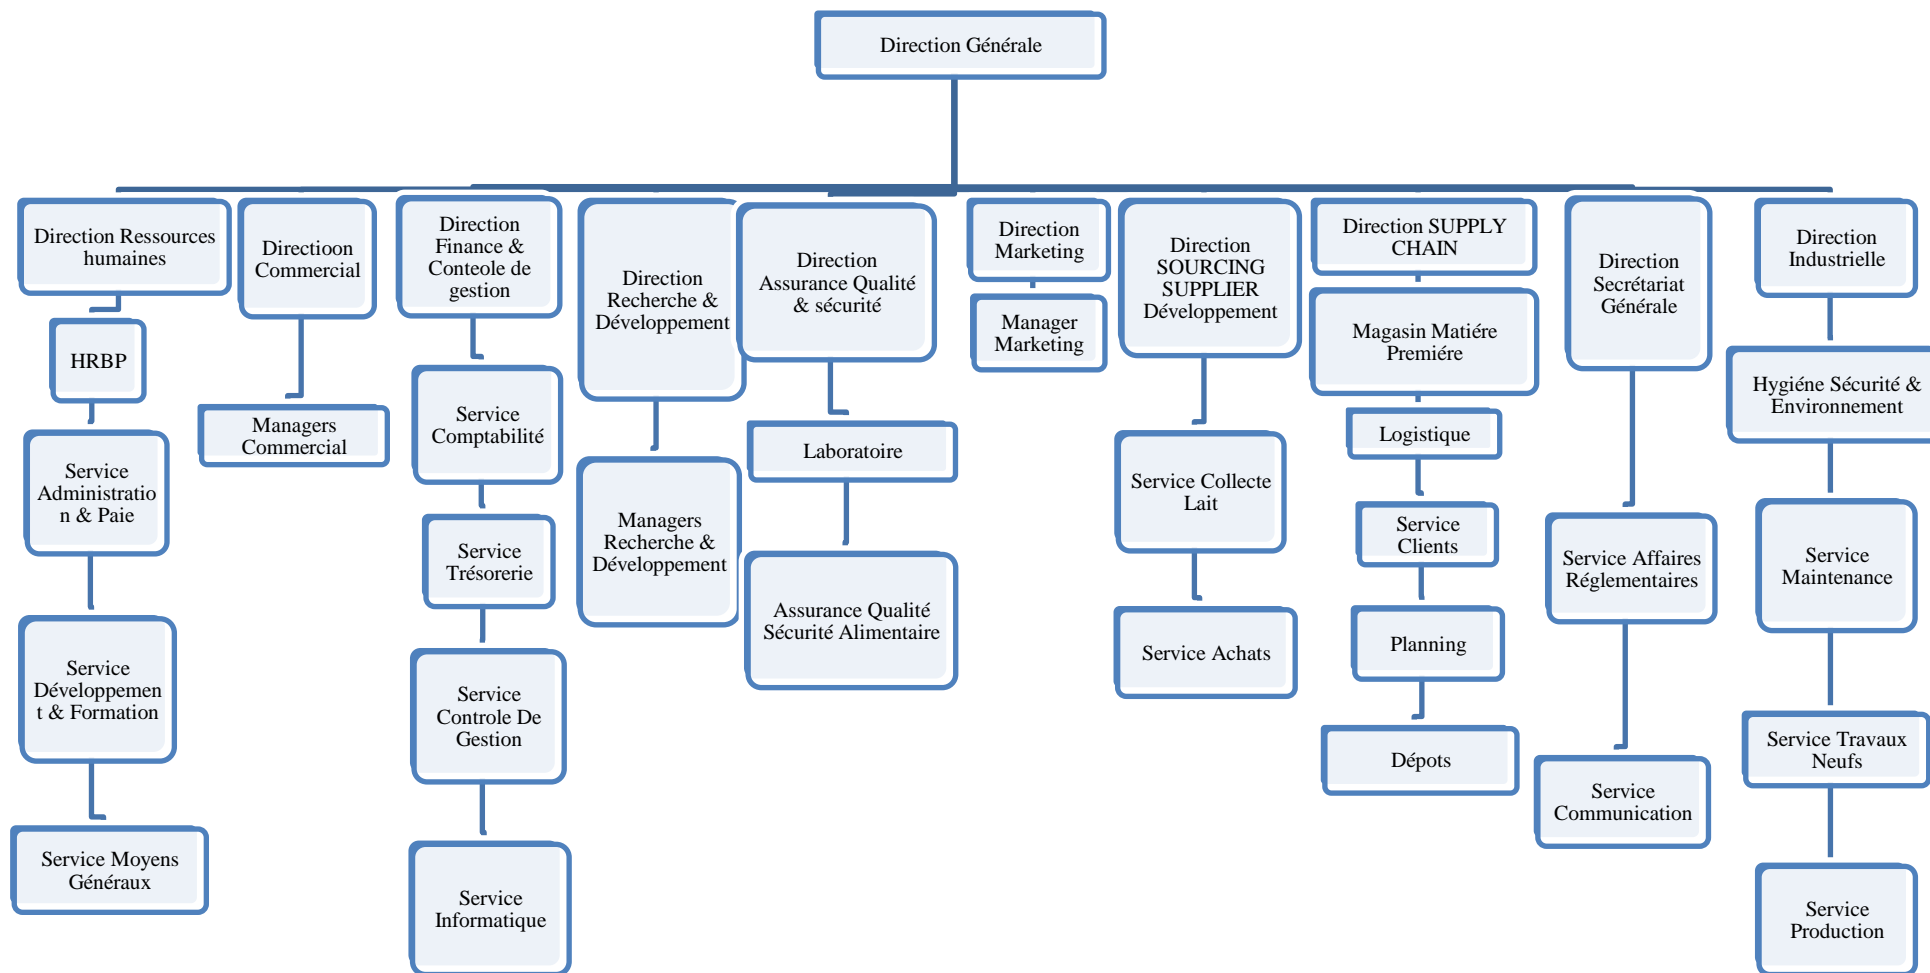 Direction Générale
Direction Ressources
humaines
HRBP
Service
Administratio
n & Paie
Service
Développemen
t & Formation
Service Moyens
Généraux
Directioon
Commercial
Managers
Commercial
Direction
Finance &
Conteole de
gestion
Service
Comptabilité
Service
Trésorerie
Service
Controle De
Gestion
Service
Informatique
Direction
Recherche &
Développement
Managers
Recherche &
Développement
Direction
Assurance Qualité
& sécurité
Laboratoire
Assurance Qualité
Sécurité Alimentaire
Direction
Marketing
Manager
Marketing
Direction
SOURCING
SUPPLIER
Développement
Service Collecte
Lait
Service Achats
Direction SUPPLY
CHAIN
Magasin Matiére
Premiére
Logistique
Service
Clients
Planning
Dépots
Direction
Secrétariat
Générale
Service Affaires
Réglementaires
Service
Communication
Direction
Industrielle
Hygiéne Sécurité &
Environnement
Service
Maintenance
Service Travaux
Neufs
Service
Production